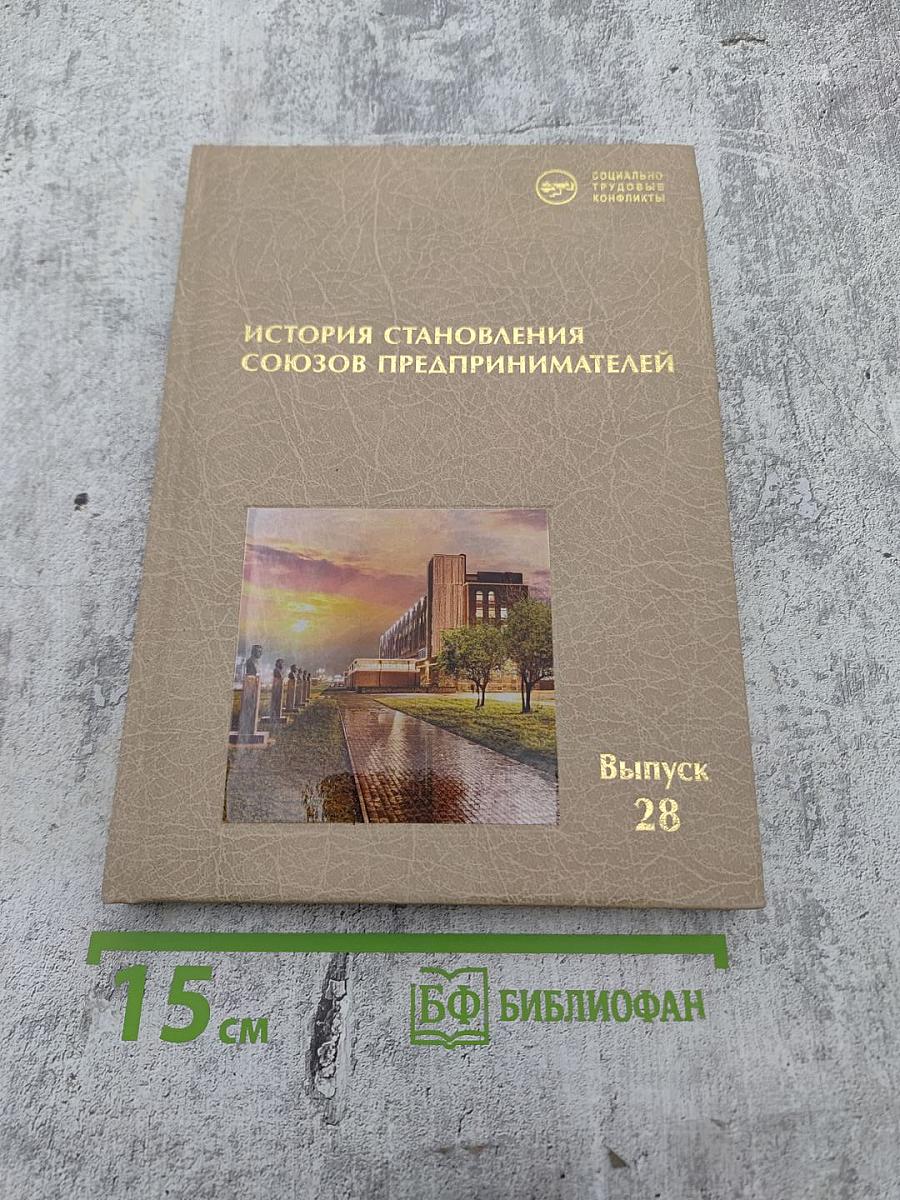 СОЦИАЛЬНО
ТРУДОВЫЕ
КОНФЛИКТЫ
ИСТОРИЯ СТАНОВЛЕНИЯ
СОЮЗОВ ПРЕДПРИНИМАТЕЛЕЙ
Выпуск
28
15 см
БФ БИБЛИОФАН